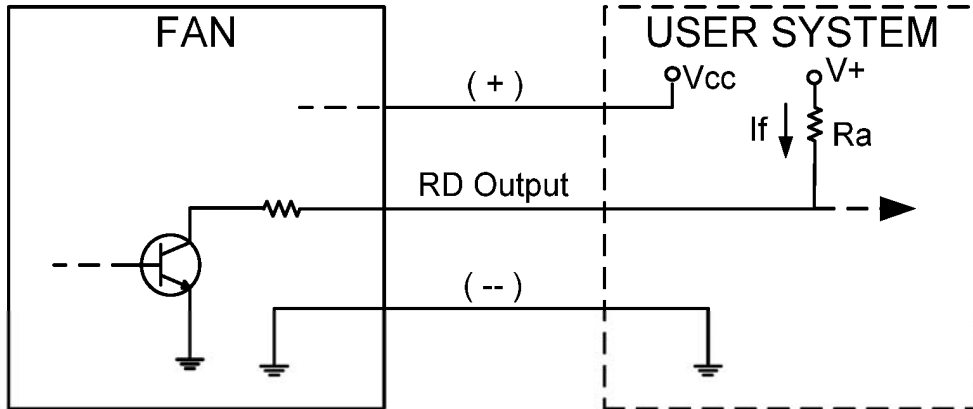 FAN
USER SYSTEM
( + )
Vcc
V+
If
Ra
RD Output
( -- )